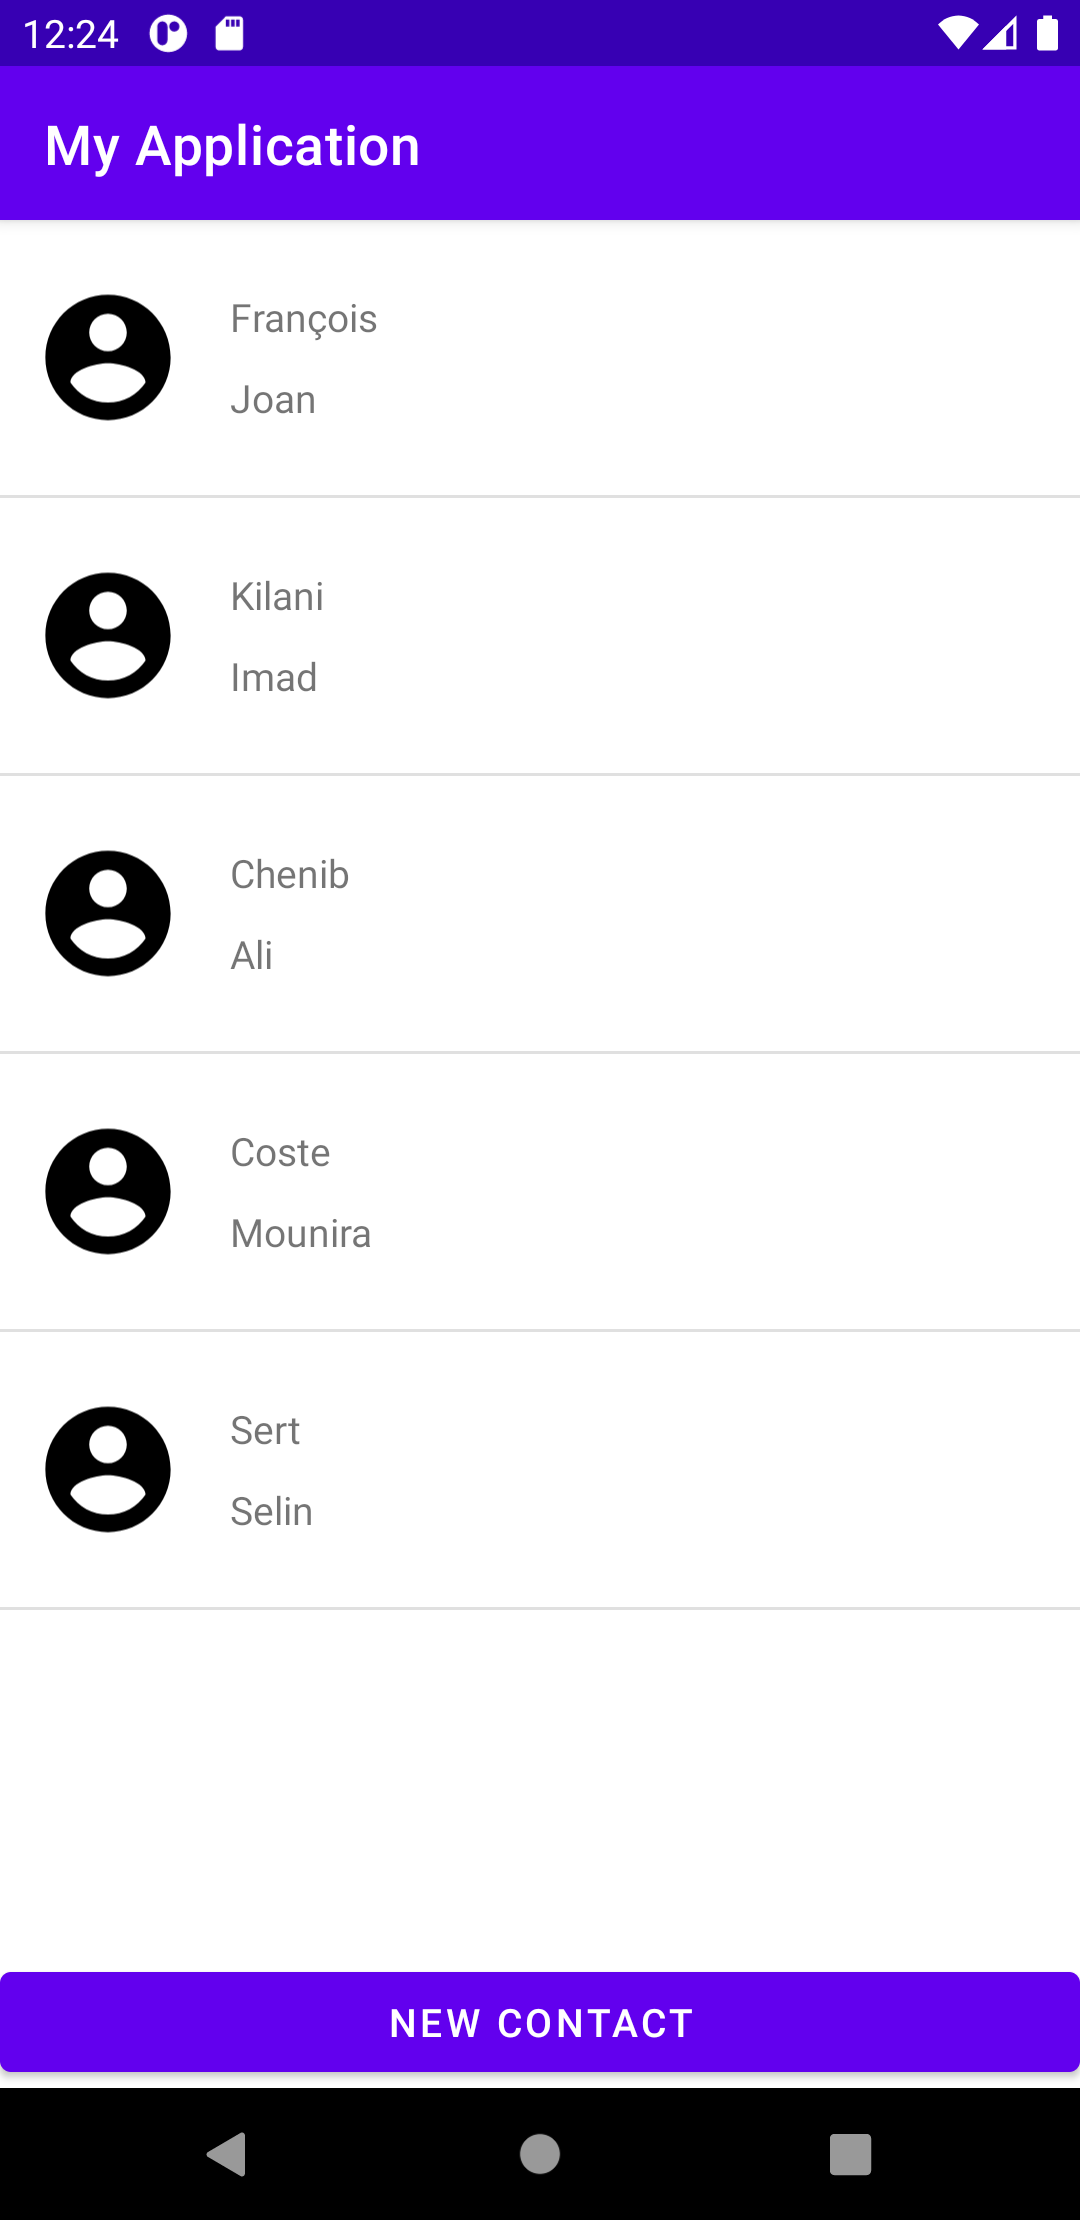 12:24
My Application
François
Joan
Kilani
Imad
Chenib
Ali
Coste
Mounira
Sert
Selin
NEW CONTACT